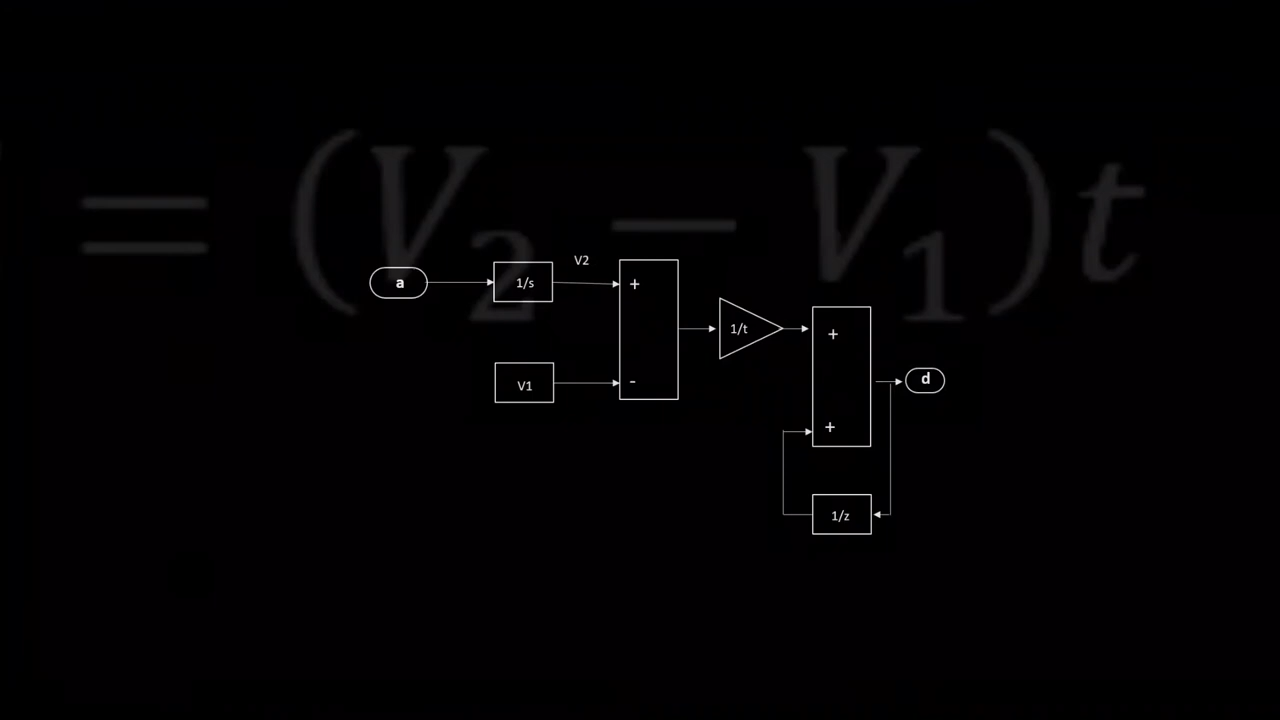 = (V₂ − V₁)t
V2
a
1/s
+
1/t
+
V1
-
d
+
1/z